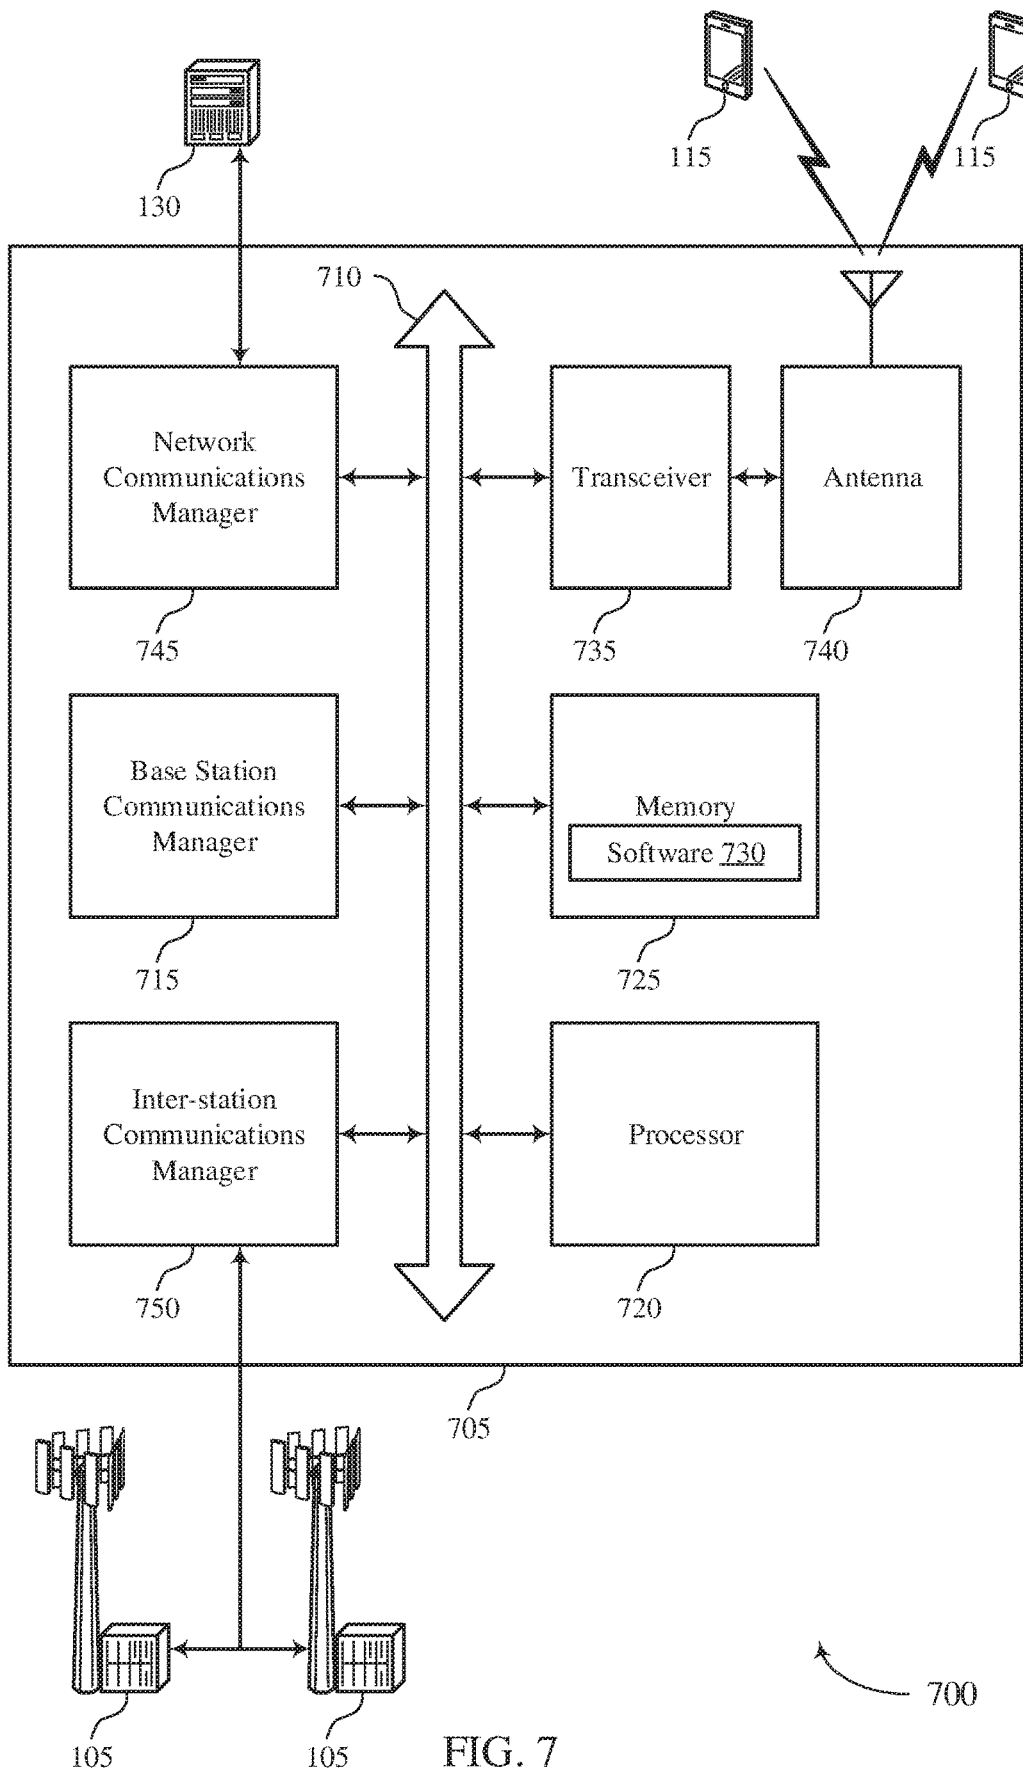 115
115
130
710
Network
Communications
Manager
Transceiver
Antenna
745
735
740
Base Station
Communications
Manager
Memory
Software 730
715
725
Inter-station
Communications
Manager
Processor
750
720
705
700
105
105
FIG. 7